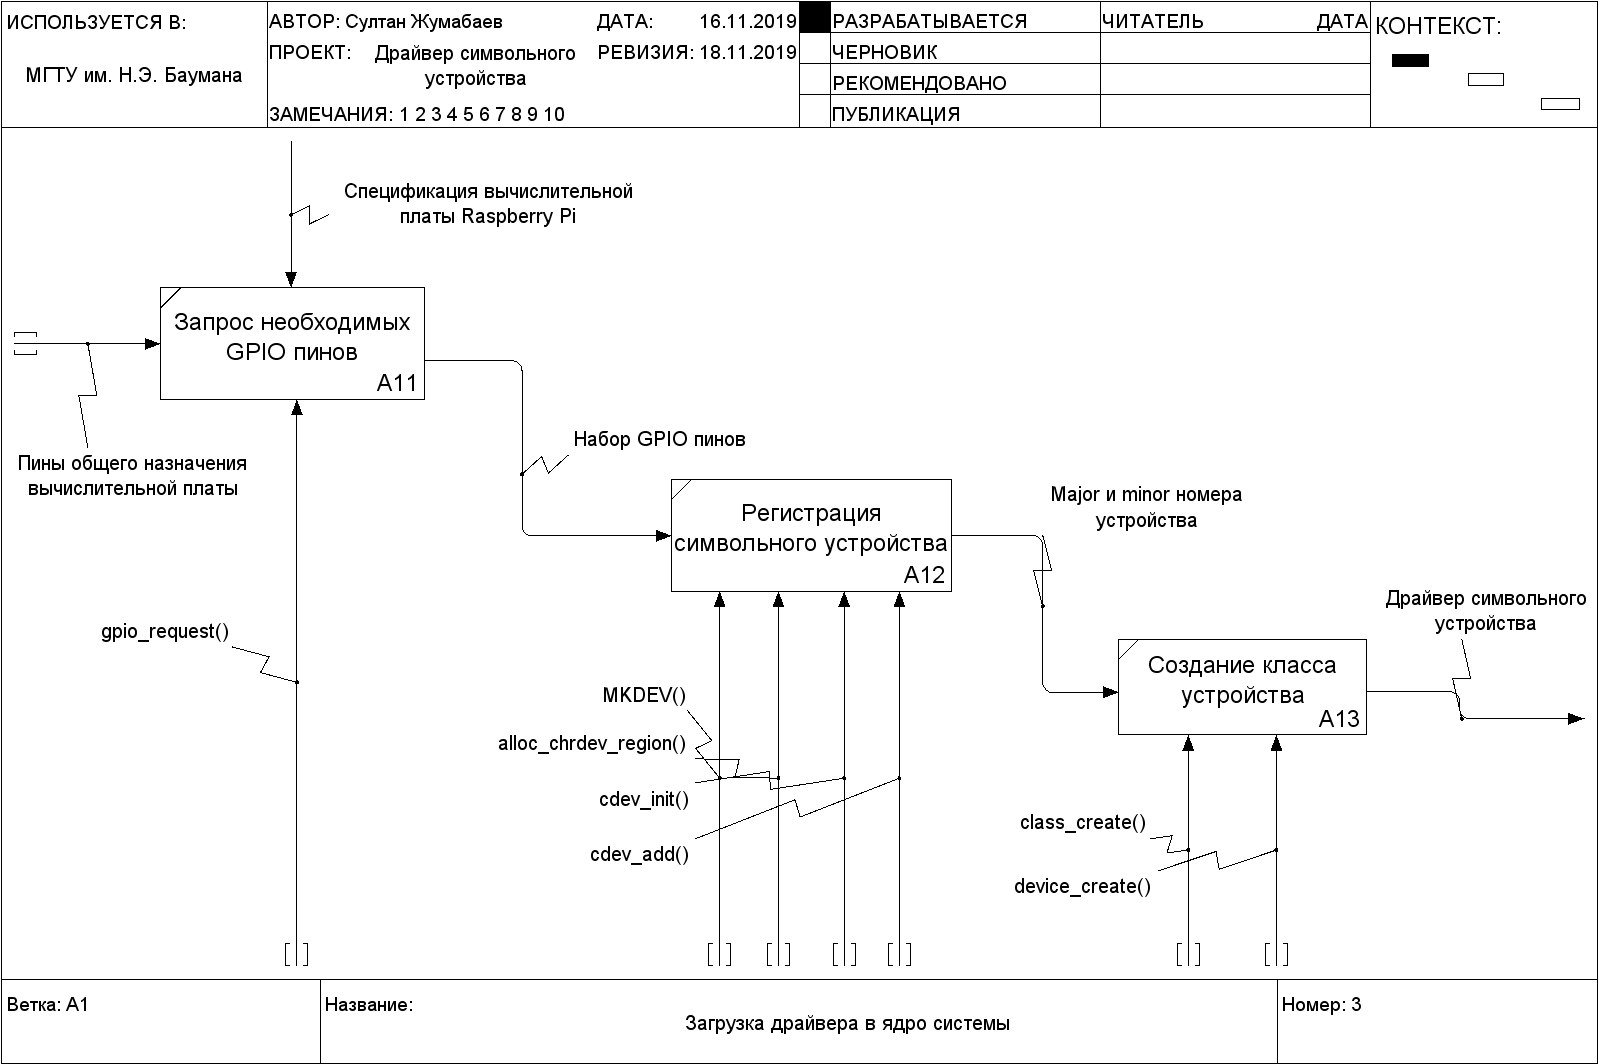 ИСПОЛЬЗУЕТСЯ В:
МГТУ им. Н.Э. Баумана
АВТОР: Султан Жумабаев
ДАТА: 16.11.2019
ПРОЕКТ: Драйвер символьного
устройства
РЕВИЗИЯ: 18.11.2019
ЗАМЕЧАНИЯ: 1 2 3 4 5 6 7 8 9 10
РАЗРАБАТЫВАЕТСЯ
ЧЕРНОВИК
РЕКОМЕНДОВАНО
ПУБЛИКАЦИЯ
ЧИТАТЕЛЬ
ДАТА
КОНТЕКСТ:
Спецификация вычислительной
платы Raspberry Pi
Запрос необходимых
GPIO пинов
A11
Пины общего назначения
вычислительной платы
Набор GPIO пинов
Регистрация
символьного устройства
A12
Major и minor номера
устройства
Драйвер символьного
устройства
gpio_request()
Создание класса
устройства
A13
MKDEV()
alloc_chrdev_region()
cdev_init()
cdev_add()
class_create()
device_create()
Ветка: A1
Название:
Загрузка драйвера в ядро системы
Номер: 3